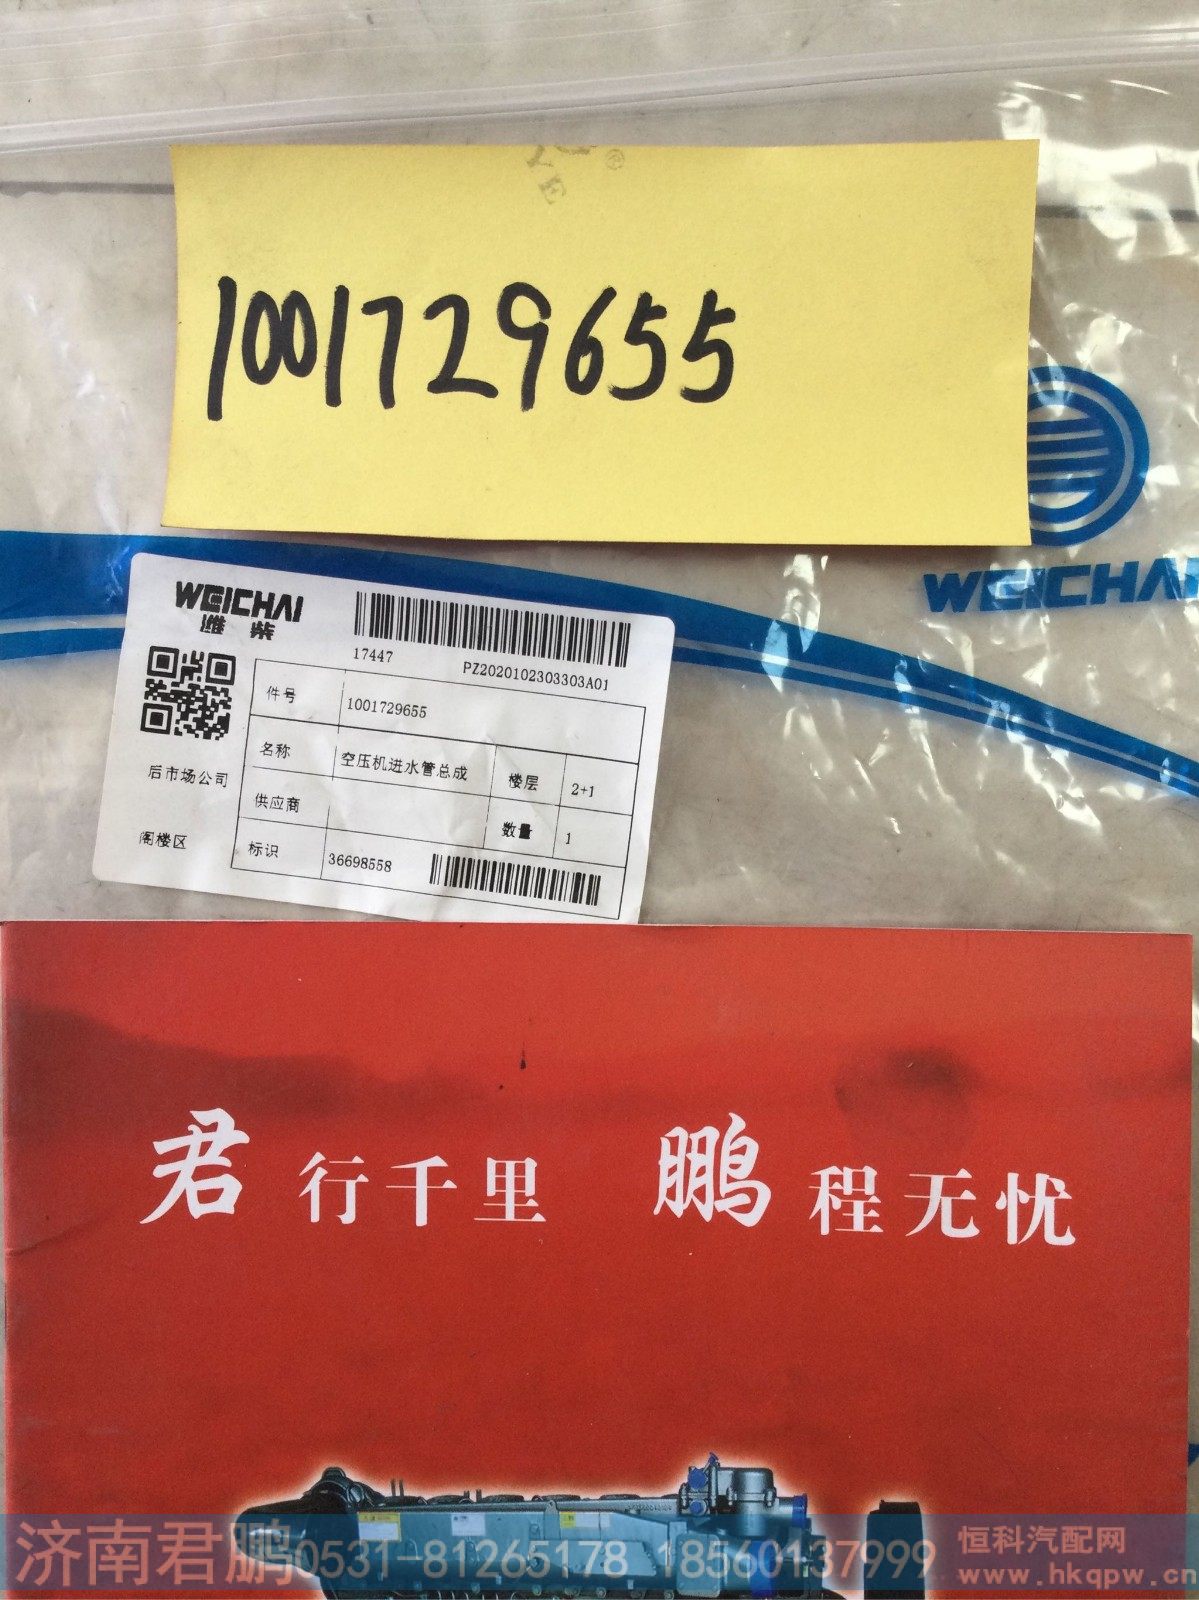 1001729655
WEICHAI
WEICHAI
潍柴
17447 PZ2020102303303A01
件号 1001729655
名称 空压机进水管总成 楼层 2+1
后市场公司
供应商 数量 1
阁楼区
标识 36698558
君行千里 鹏程无忧
济南君鹏0531-81265178 18560137999
恒科汽配网
www.hkqpw.cn